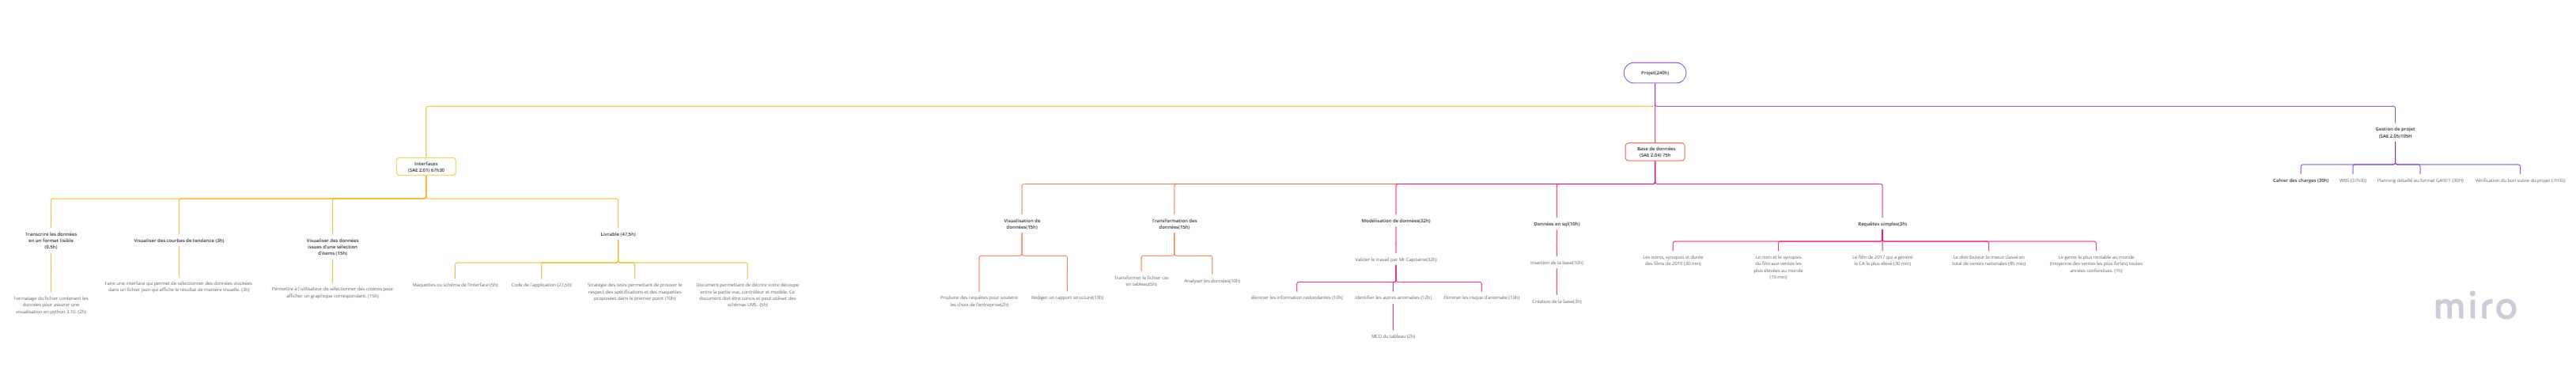 Projet(240h)
Interfaces
(SAE 2.01) 67h30
Base de données
(SAE 2.04) 75h
Gestion de projet
(SAE 2.05)105H
Cahier des charges (30h)
WBS (37h30)
Planning détaillé au format GANTT (30H)
Vérification du bon suivie du projet (7H30)
Transcrire les données
en un format lisible
(0.5h)
Visualiser des courbes de tendance (3h)
Visualiser des données
issues d'une sélection
d'items (15h)
Livrable (47,5h)
Formatage du fichier contenant les
données pour assurer une
visualisation en python 3.10. (2h)
Faire une interface qui permet de sélectionner des données stockées
dans un fichier json qui affiche le résultat de manière visuelle. (3h)
Permettre à l'utilisateur de sélectionner des critères pour
afficher un graphique correspondant. (15h)
Maquettes ou schéma de l'interface (5h)
Code de l'application (27,5h)
Stratégie des tests permettant de prouver le
respect des spécifications et des maquettes
proposées dans le premier point (10h)
Document permettant de décrire votre découpe
entre la partie vue, contrôleur et modèle. Ce
document doit être concis et peut utiliser des
schémas UML. (5h)
Visualisation de
données(15h)
Transformation des
données(15h)
Modélisation de données(32h)
Données en sql(10h)
Requêtes simples(3h)
Produire des requêtes pour soutenir
les choix de l'entreprise(2h)
Rédiger un rapport structuré(13h)
Transformer le fichier csv
en tableau(5h)
Analyser les données(10h)
Valider le travail par Mr Capitaine(32h)
éliminer les information redondantes (10h)
Identifier les autres anomalies (12h)
Éliminer les risque d'anomalie (10h)
MCD du tableau (2h)
Insertion de la base(10h)
Création de la base(3h)
Les noms, synopsis et durée
des films de 2015 (30 min)
Le nom et le synopsis
du film aux ventes les
plus élevées au monde
(15 min)
Le film de 2017 qui a généré
le CA le plus élevé (30 min)
Le distributeur le mieux classé en
total de ventes nationales (45 min)
Le genre le plus rentable au monde
(moyenne des ventes les plus fortes) toutes
années confondues. (1h)
miro